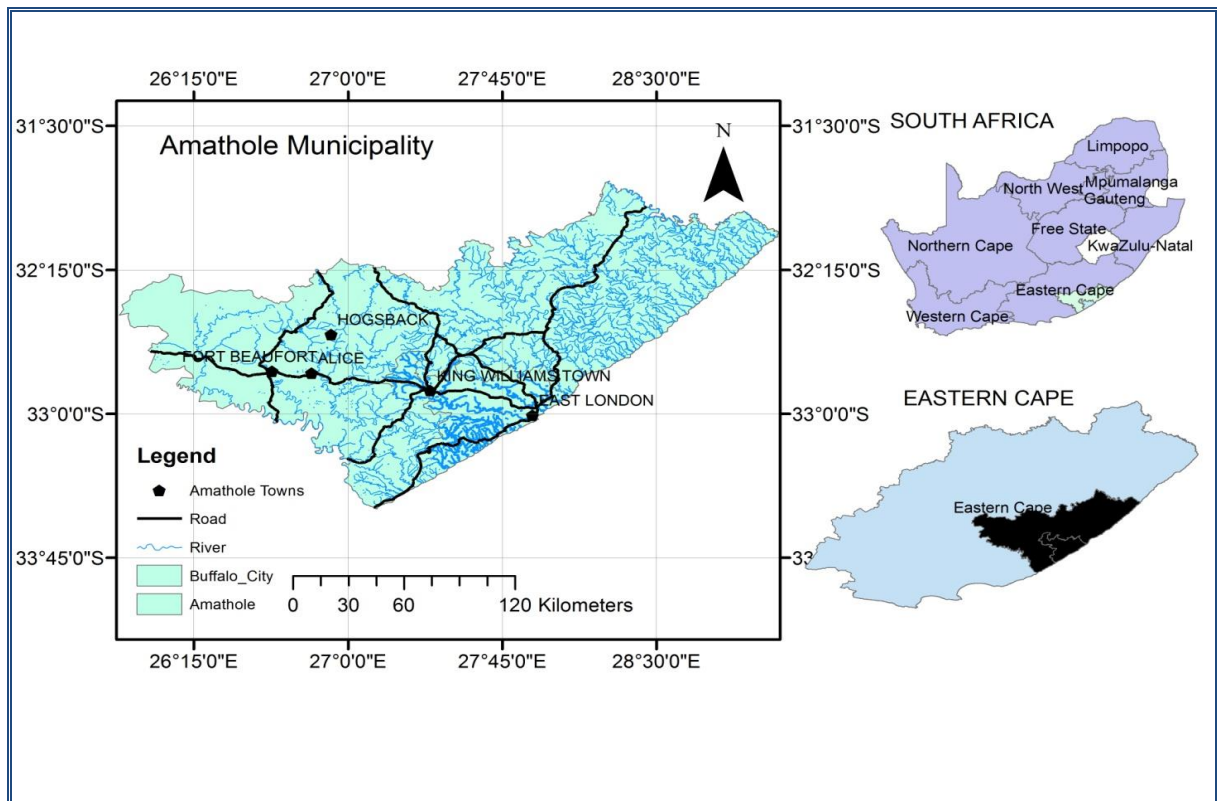 26°15'0"E 27°0'0"E 27°45'0"E 28°30'0"E
31°30'0"S
31°30'0"S
Amathole Municipality
N
32°15'0"S
32°15'0"S
HOGSBACK
FORT BEAUFORT ALICE
KING WILLIAMS TOWN
EAST LONDON
33°0'0"S
33°0'0"S
Legend
Amathole Towns
Road
River
Buffalo_City
Amathole
0 30 60 120 Kilometers
33°45'0"S
26°15'0"E 27°0'0"E 27°45'0"E 28°30'0"E
SOUTH AFRICA
Limpopo
North West
Mpumalanga
Gauteng
Free State
Northern Cape
KwaZulu-Natal
Eastern Cape
Western Cape
EASTERN CAPE
Eastern Cape